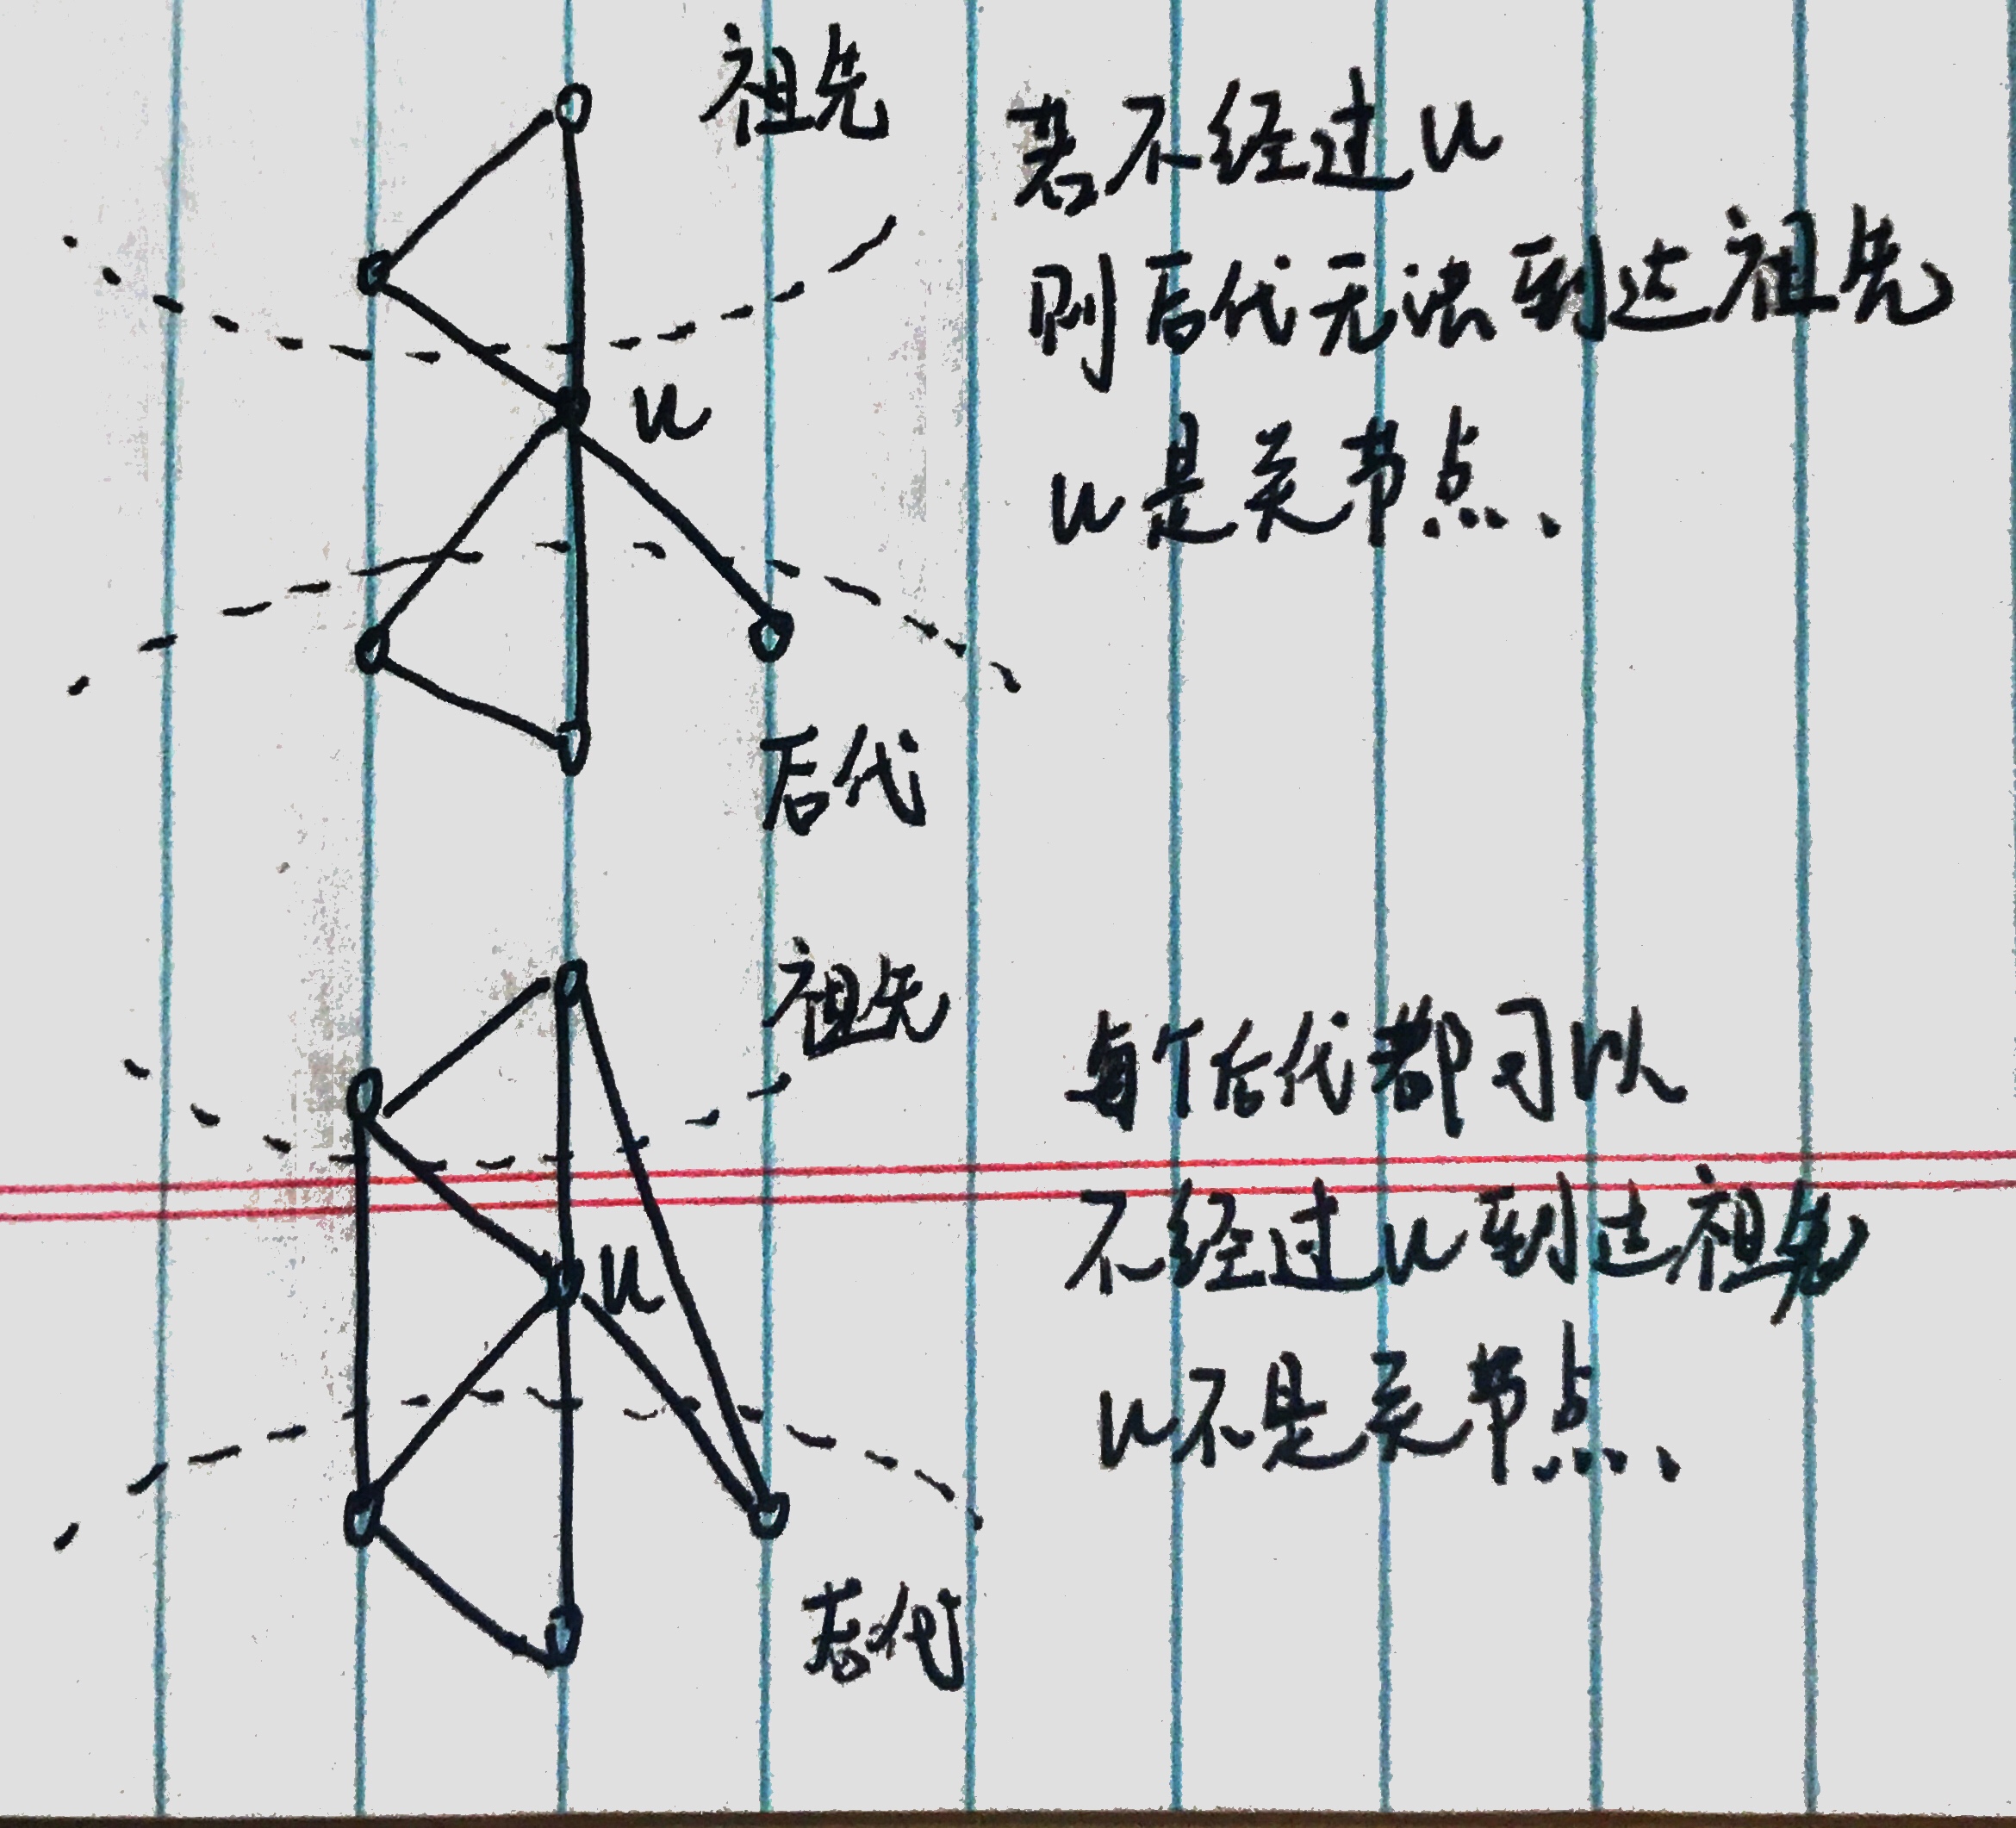 祖先
若不经过u
则后代无法到达祖先
u
u是关节点.
后代
祖先
每个后代都可以
不经过u到达祖先
u
u不是关节点.
后代